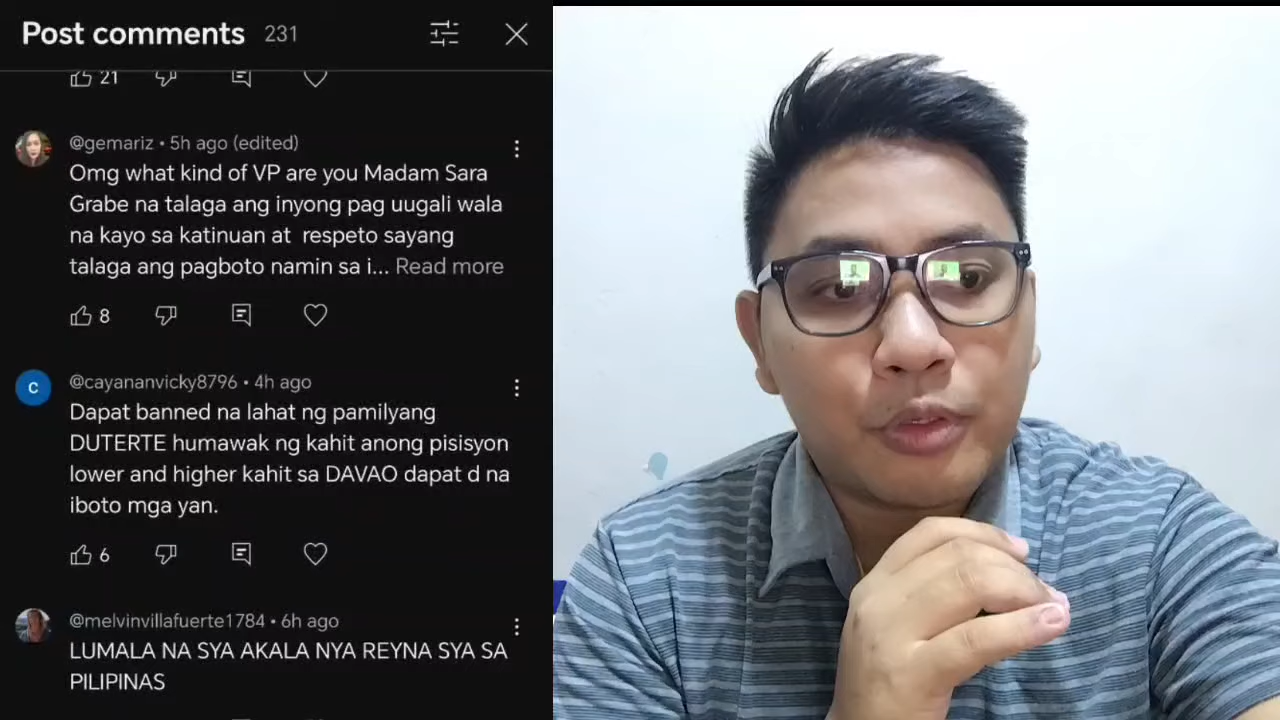 Post comments 231
21
@gemariz • 5h ago (edited)
Omg what kind of VP are you Madam Sara
Grabe na talaga ang inyong pag uugali wala
na kayo sa katinuan at respeto sayang
talaga ang pagboto namin sa i... Read more
8
C
@cayananvicky8796 • 4h ago
Dapat banned na lahat ng pamilyang
DUTERTE humawak ng kahit anong pisisyon
lower and higher kahit sa DAVAO dapat d na
iboto mga yan.
6
@melvinvillafuerte1784 • 6h ago
LUMALA NA SYA AKALA NYA REYNA SYA SA
PILIPINAS